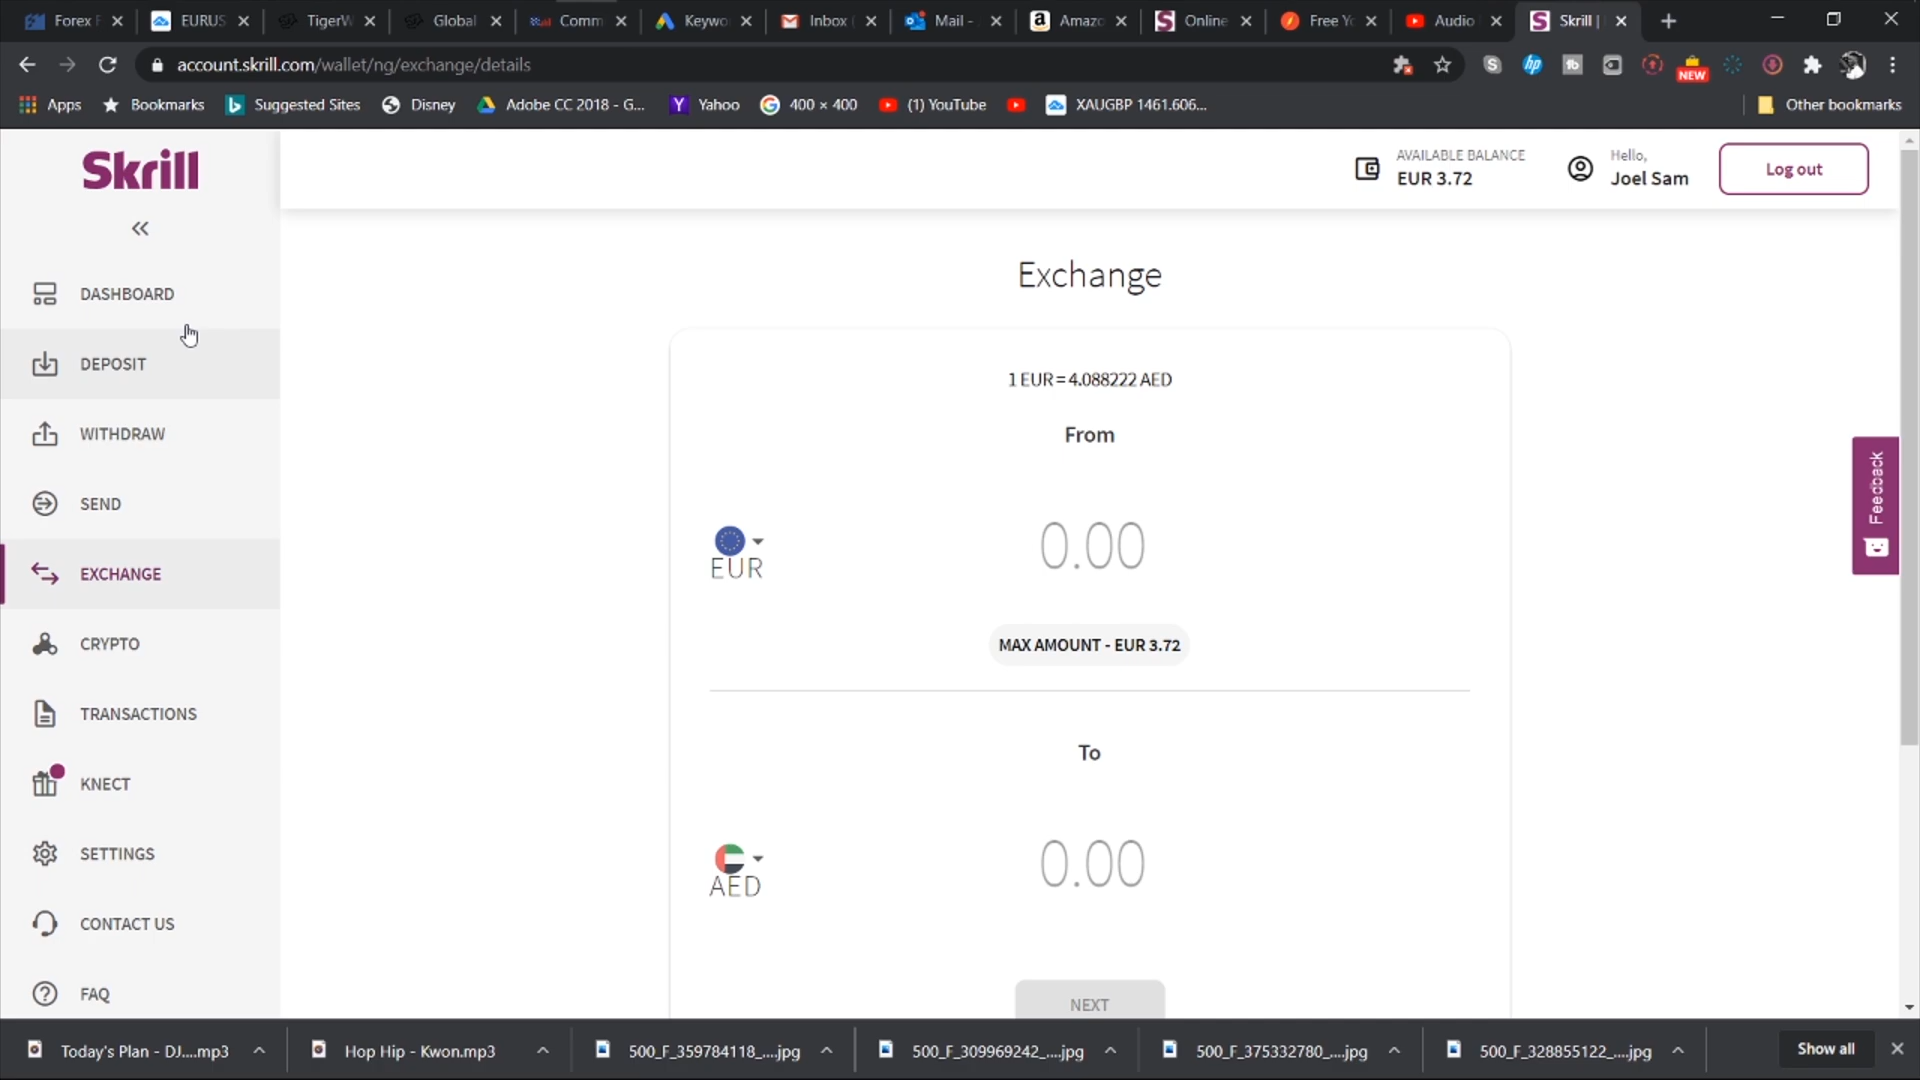 Forex F
EURUS
TigerW
Global
Comm
Keywo
Inbox (
Mail -
Amazo
Online
Free Yo
Audio
Skrill |
account.skrill.com/wallet/ng/exchange/details
NEW
Apps
Bookmarks
Suggested Sites
Disney
Adobe CC 2018 - G...
Yahoo
400 × 400
(1) YouTube
XAUGBP 1461.606...
Other bookmarks
Skrill
AVAILABLE BALANCE
EUR 3.72
Hello,
Joel Sam
Log out
DASHBOARD
DEPOSIT
WITHDRAW
SEND
EXCHANGE
CRYPTO
TRANSACTIONS
KNECT
SETTINGS
CONTACT US
FAQ
Exchange
1 EUR = 4.088222 AED
From
EUR
0.00
MAX AMOUNT - EUR 3.72
To
AED
0.00
NEXT
Feedback
Today's Plan - DJ....mp3
Hop Hip - Kwon.mp3
500_F_359784118_....jpg
500_F_309969242_....jpg
500_F_375332780_....jpg
500_F_328855122_....jpg
Show all